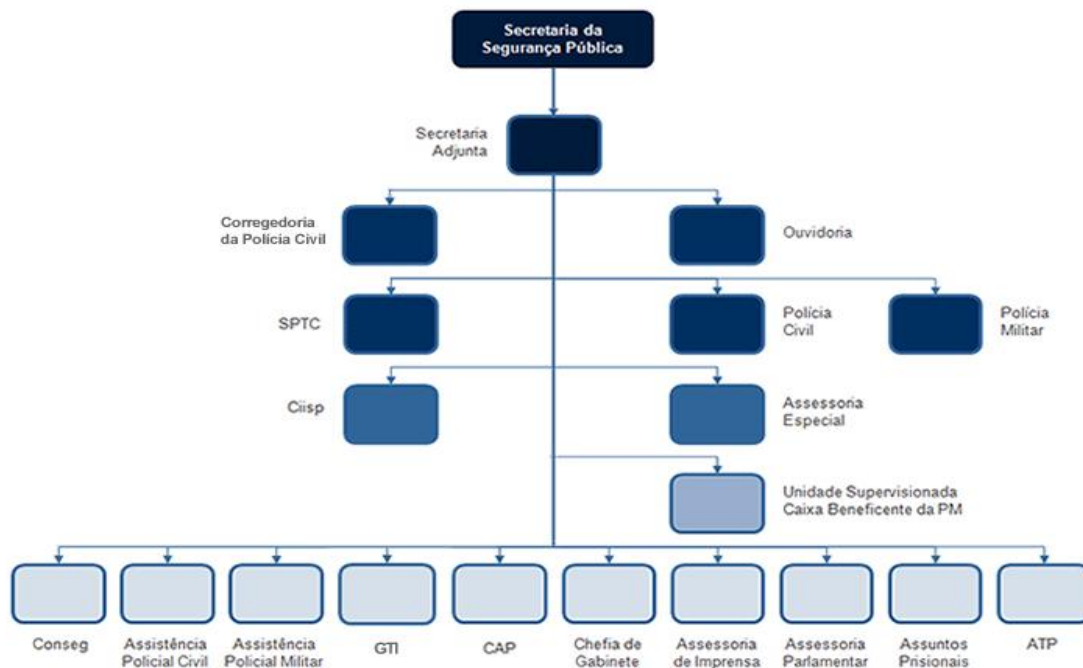 Secretaria da
Segurança Pública
Secretaria
Adjunta
Corregedoria
da Polícia Civil
Ouvidoria
SPTC
Polícia
Civil
Polícia
Militar
Ciisp
Assessoria
Especial
Unidade Supervisionada
Caixa Beneficente da PM
Conseg
Assistência
Policial Civil
Assistência
Policial Militar
GTI
CAP
Chefia de
Gabinete
Assessoria
de Imprensa
Assessoria
Parlamentar
Assuntos
Prisionais
ATP